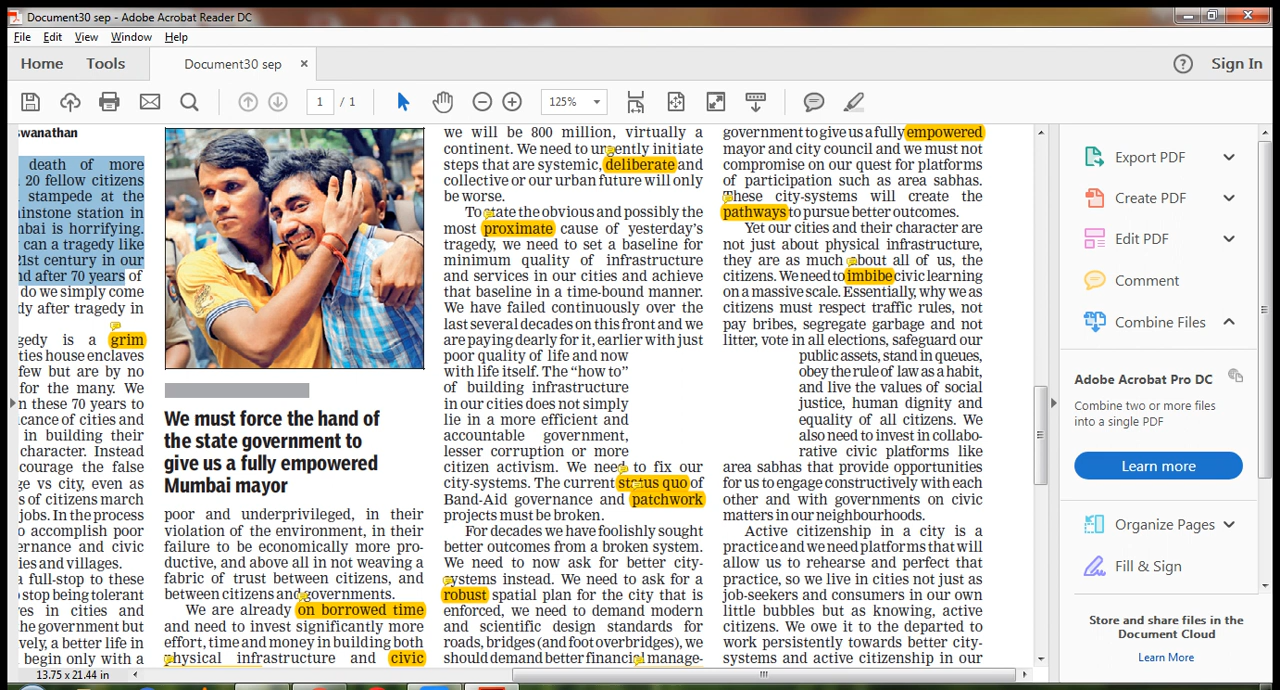 Document30 sep - Adobe Acrobat Reader DC
File Edit View Window Help
Home Tools Document30 sep × ? Sign In
1 / 1 125%
swanathan
death of more
20 fellow citizens
stampede at the
instone station in
bai is horrifying.
can a tragedy like
21st century in our
nd after 70 years of
do we simply come
dy after tragedy in
gedy is a grim
ties house enclaves
few but are by no
for the many. We
n these 70 years to
cance of cities and
in building their
character. Instead
courage the false
ge vs city, even as
s of citizens march
jobs. In the process
o accomplish poor
ernance and civic
ies and villages.
a full-stop to these
stop being tolerant
res in cities and
he government but
vely, a better life in
begin only with a
We must force the hand of
the state government to
give us a fully empowered
Mumbai mayor
poor and underprivileged, in their
violation of the environment, in their
failure to be economically more pro-
ductive, and above all in not weaving a
fabric of trust between citizens, and
between citizens and governments.
We are already on borrowed time
and need to invest significantly more
effort, time and money in building both
physical infrastructure and civic
we will be 800 million, virtually a
continent. We need to urgently initiate
steps that are systemic, deliberate and
collective or our urban future will only
be worse.
To state the obvious and possibly the
most proximate cause of yesterday's
tragedy, we need to set a baseline for
minimum quality of infrastructure
and services in our cities and achieve
that baseline in a time-bound manner.
We have failed continuously over the
last several decades on this front and we
are paying dearly for it, earlier with just
poor quality of life and now
with life itself. The “how to”
of building infrastructure
in our cities does not simply
lie in a more efficient and
accountable government,
lesser corruption or more
citizen activism. We need to fix our
city-systems. The current status quo of
Band-Aid governance and patchwork
projects must be broken.
For decades we have foolishly sought
better outcomes from a broken system.
We need to now ask for better city-
systems instead. We need to ask for a
robust spatial plan for the city that is
enforced, we need to demand modern
and scientific design standards for
roads, bridges (and foot overbridges), we
should demand better financial manage-
government to give us a fully empowered
mayor and city council and we must not
compromise on our quest for platforms
of participation such as area sabhas.
These city-systems will create the
pathways to pursue better outcomes.
Yet our cities and their character are
not just about physical infrastructure,
they are as much about all of us, the
citizens. We need to imbibe civic learning
on a massive scale. Essentially, why we as
citizens must respect traffic rules, not
pay bribes, segregate garbage and not
litter, vote in all elections, safeguard our
public assets, stand in queues,
obey the rule of law as a habit,
and live the values of social
justice, human dignity and
equality of all citizens. We
also need to invest in collabo-
rative civic platforms like
area sabhas that provide opportunities
for us to engage constructively with each
other and with governments on civic
matters in our neighbourhoods.
Active citizenship in a city is a
practice and we need platforms that will
allow us to rehearse and perfect that
practice, so we live in cities not just as
job-seekers and consumers in our own
little bubbles but as knowing, active
citizens. We owe it to the departed to
work persistently towards better city-
systems and active citizenship in our
Export PDF
Create PDF
Edit PDF
Comment
Combine Files
Adobe Acrobat Pro DC
Combine two or more files
into a single PDF
Learn more
Organize Pages
Fill & Sign
Store and share files in the
Document Cloud
Learn More
13.75 x 21.44 in